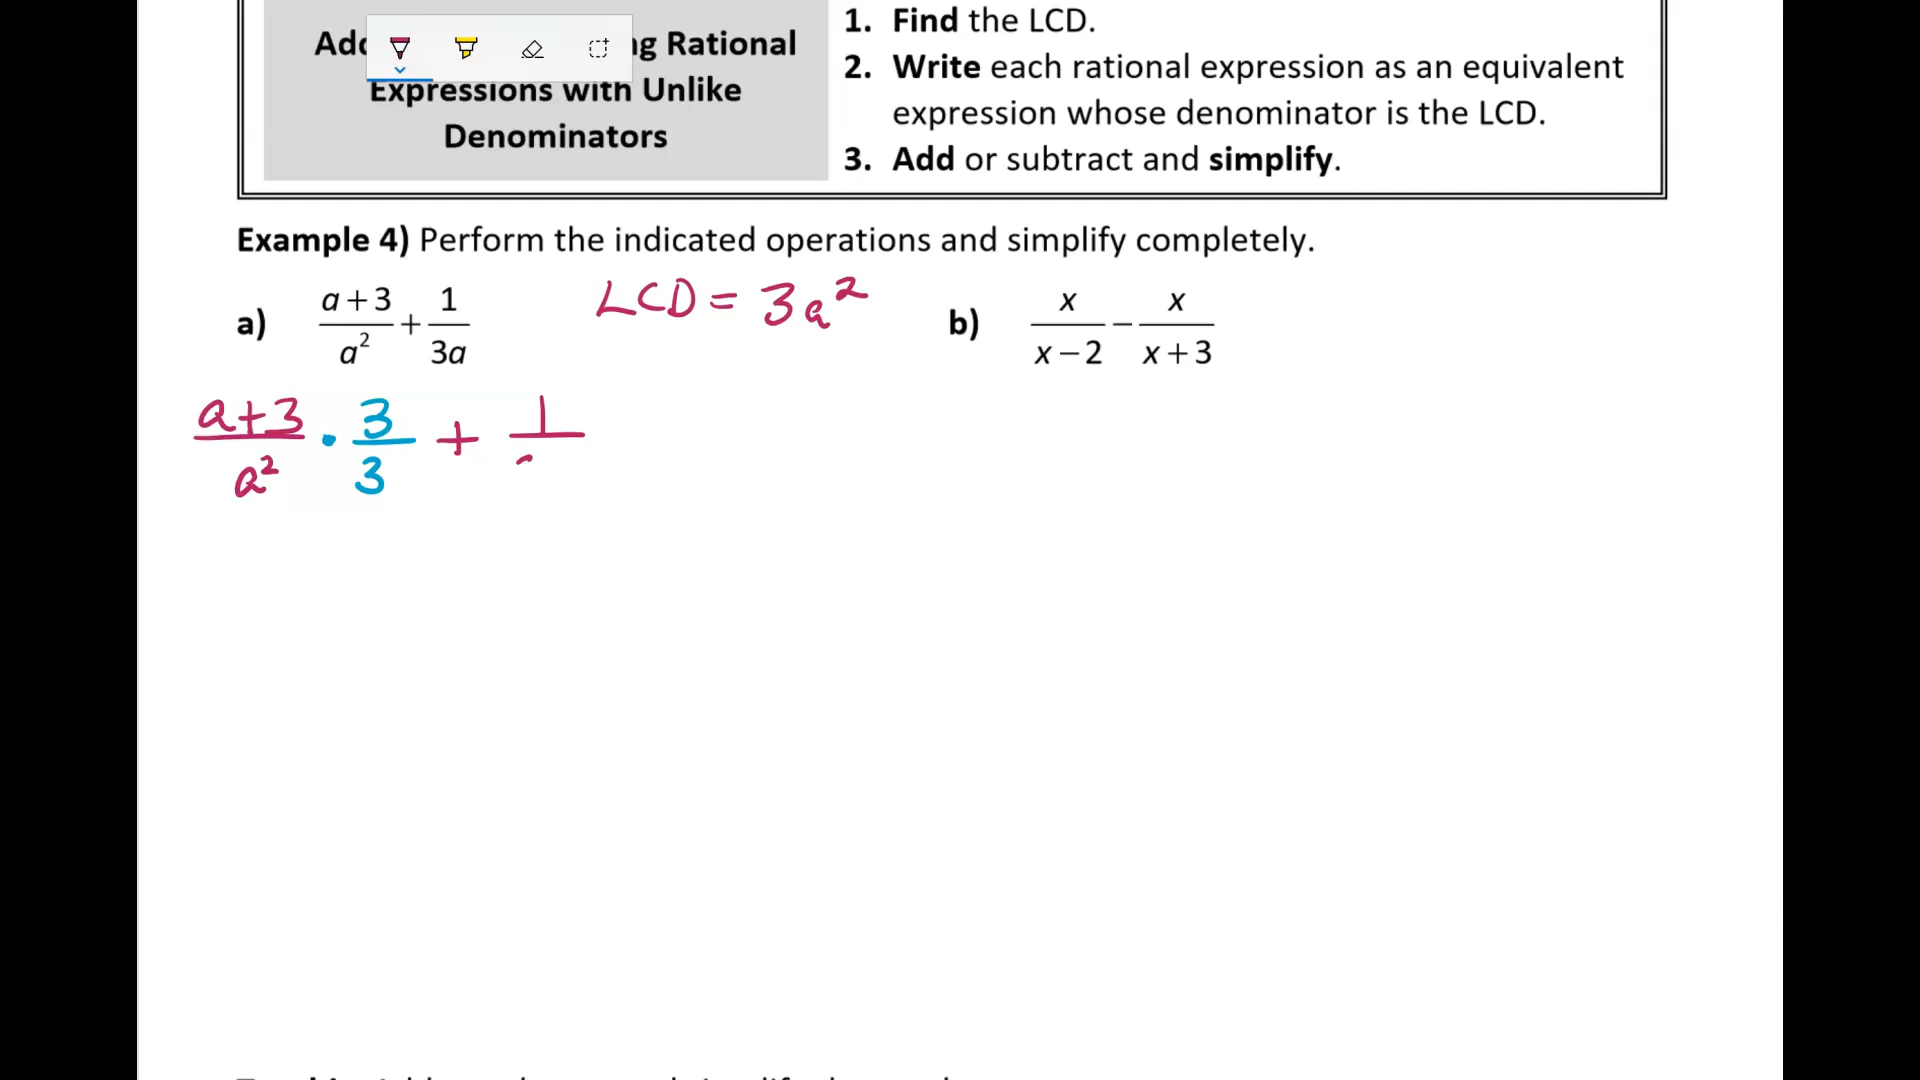 Add ng Rational
Expressions with Unlike
Denominators
1. Find the LCD.
2. Write each rational expression as an equivalent
expression whose denominator is the LCD.
3. Add or subtract and simplify.
Example 4) Perform the indicated operations and simplify completely.
a) (a+3)/a² + 1/(3a)
LCD = 3a²
(a+3)/a² · 3/3 + 1/
b) x/(x−2) − x/(x+3)